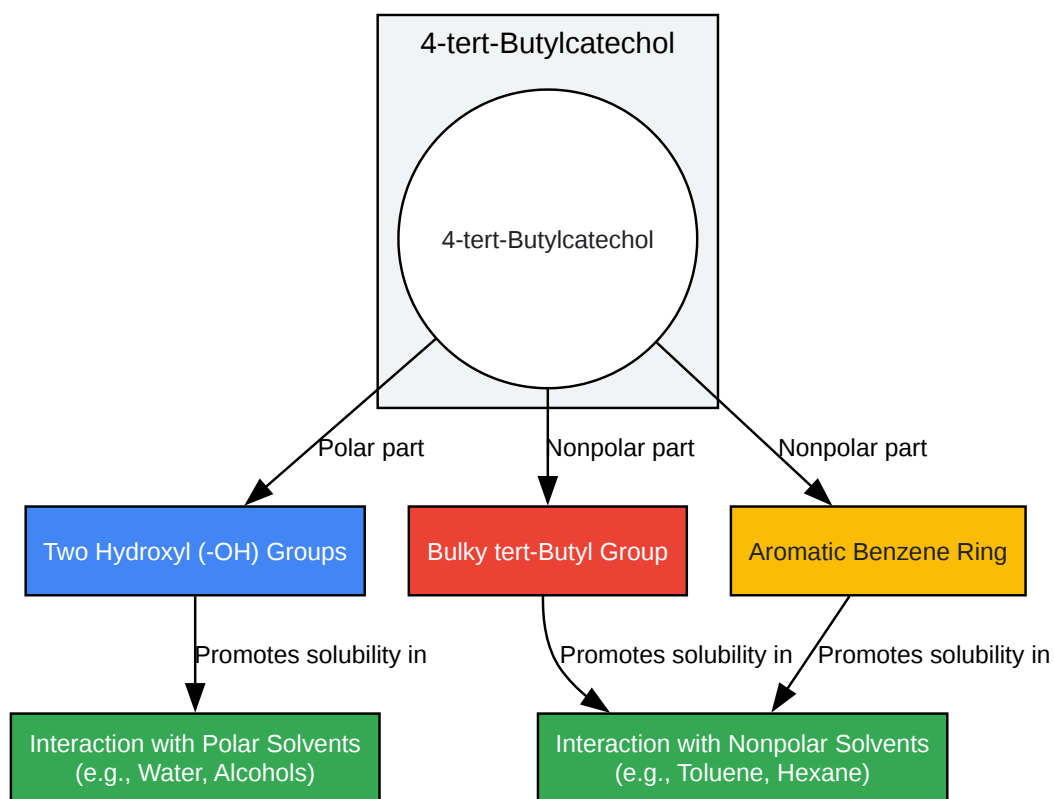 4-tert-Butylcatechol
4-tert-Butylcatechol
Polar part
Nonpolar part
Nonpolar part
Two Hydroxyl (-OH) Groups
Bulky tert-Butyl Group
Aromatic Benzene Ring
Promotes solubility in
Promotes solubility in
Promotes solubility in
Interaction with Polar Solvents
(e.g., Water, Alcohols)
Interaction with Nonpolar Solvents
(e.g., Toluene, Hexane)